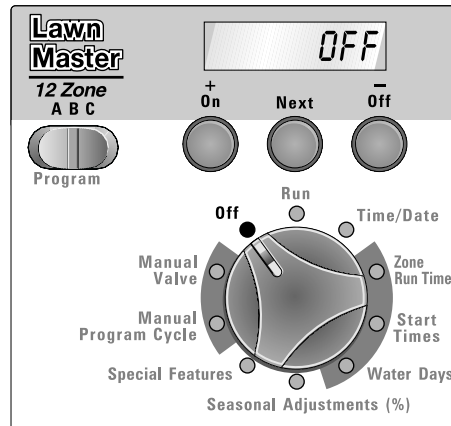 Lawn
Master
12 Zone
A B C
Program
OFF
+
On
Next
−
Off
Off
Run
Time/Date
Zone
Run Time
Start
Times
Water Days
Seasonal Adjustments (%)
Special Features
Manual
Program Cycle
Manual
Valve